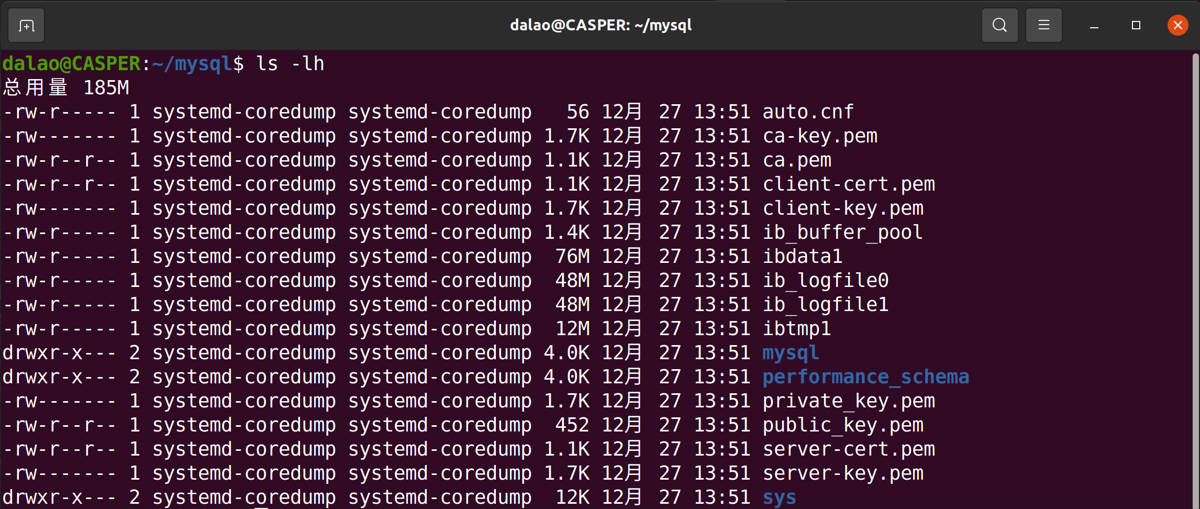 dalao@CASPER: ~/mysql
dalao@CASPER:~/mysql$ ls -lh
总用量 185M
-rw-r----- 1 systemd-coredump systemd-coredump   56 12月  27 13:51 auto.cnf
-rw------- 1 systemd-coredump systemd-coredump 1.7K 12月  27 13:51 ca-key.pem
-rw-r--r-- 1 systemd-coredump systemd-coredump 1.1K 12月  27 13:51 ca.pem
-rw-r--r-- 1 systemd-coredump systemd-coredump 1.1K 12月  27 13:51 client-cert.pem
-rw------- 1 systemd-coredump systemd-coredump 1.7K 12月  27 13:51 client-key.pem
-rw-r----- 1 systemd-coredump systemd-coredump 1.4K 12月  27 13:51 ib_buffer_pool
-rw-r----- 1 systemd-coredump systemd-coredump  76M 12月  27 13:51 ibdata1
-rw-r----- 1 systemd-coredump systemd-coredump  48M 12月  27 13:51 ib_logfile0
-rw-r----- 1 systemd-coredump systemd-coredump  48M 12月  27 13:51 ib_logfile1
-rw-r----- 1 systemd-coredump systemd-coredump  12M 12月  27 13:51 ibtmp1
drwxr-x--- 2 systemd-coredump systemd-coredump 4.0K 12月  27 13:51 mysql
drwxr-x--- 2 systemd-coredump systemd-coredump 4.0K 12月  27 13:51 performance_schema
-rw------- 1 systemd-coredump systemd-coredump 1.7K 12月  27 13:51 private_key.pem
-rw-r--r-- 1 systemd-coredump systemd-coredump  452 12月  27 13:51 public_key.pem
-rw-r--r-- 1 systemd-coredump systemd-coredump 1.1K 12月  27 13:51 server-cert.pem
-rw------- 1 systemd-coredump systemd-coredump 1.7K 12月  27 13:51 server-key.pem
drwxr-x--- 2 systemd-coredump systemd-coredump  12K 12月  27 13:51 sys